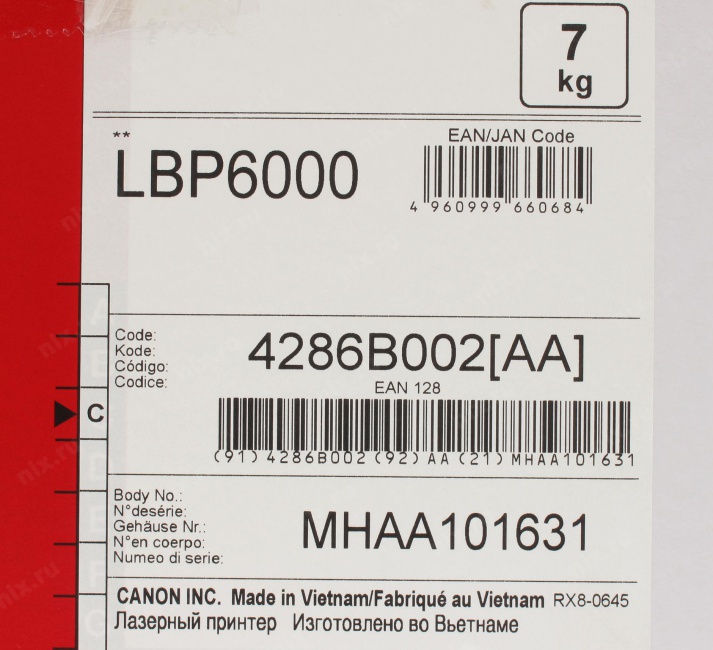 7
kg
**
LBP6000
EAN/JAN Code
4 960999 660684
Code:
Kode:
Código:
Codice:
4286B002[AA]
EAN 128
(91)4286B002(92)AA(21)MHAA101631
C
Body No.:
N°desérie:
Gehäuse Nr.:
N°en coerpo:
Numeo di serie:
MHAA101631
CANON INC. Made in Vietnam/Fabriqué au Vietnam RX8-0645
Лазерный принтер Изготовлено во Вьетнаме